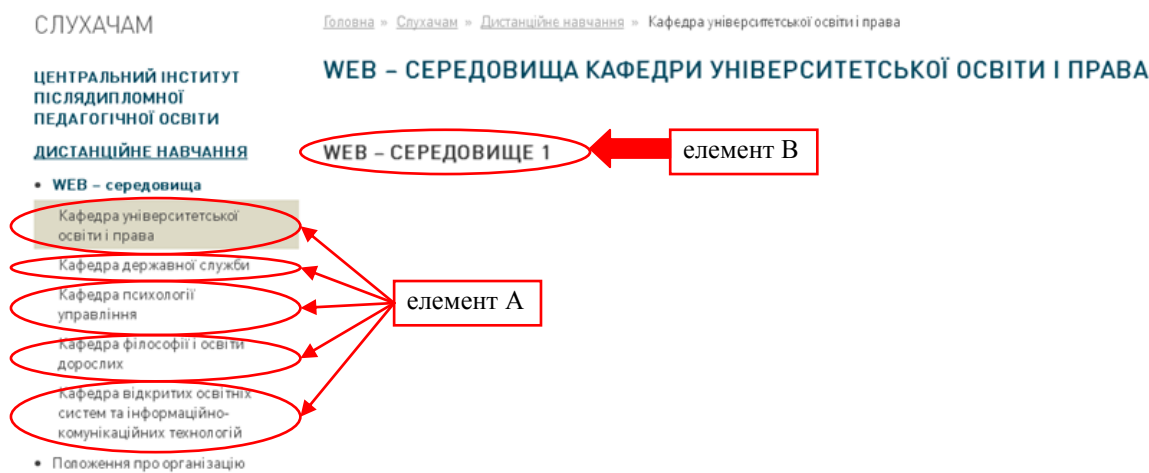 СЛУХАЧАМ
Головна » Слухачам » Дистанційне навчання » Кафедра університетської освіти і права
ЦЕНТРАЛЬНИЙ ІНСТИТУТ
ПІСЛЯДИПЛОМНОЇ
ПЕДАГОГІЧНОЇ ОСВІТИ
ДИСТАНЦІЙНЕ НАВЧАННЯ
• WEB – середовища
Кафедра університетської
освіти і права
Кафедра державної служби
Кафедра психології
управління
Кафедра філософії і освіти
дорослих
Кафедра відкритих освітніх
систем та інформаційно-
комунікаційних технологій
• Положення про організацію
WEB – СЕРЕДОВИЩА КАФЕДРИ УНІВЕРСИТЕТСЬКОЇ ОСВІТИ І ПРАВА
WEB – СЕРЕДОВИЩЕ 1
елемент В
елемент А